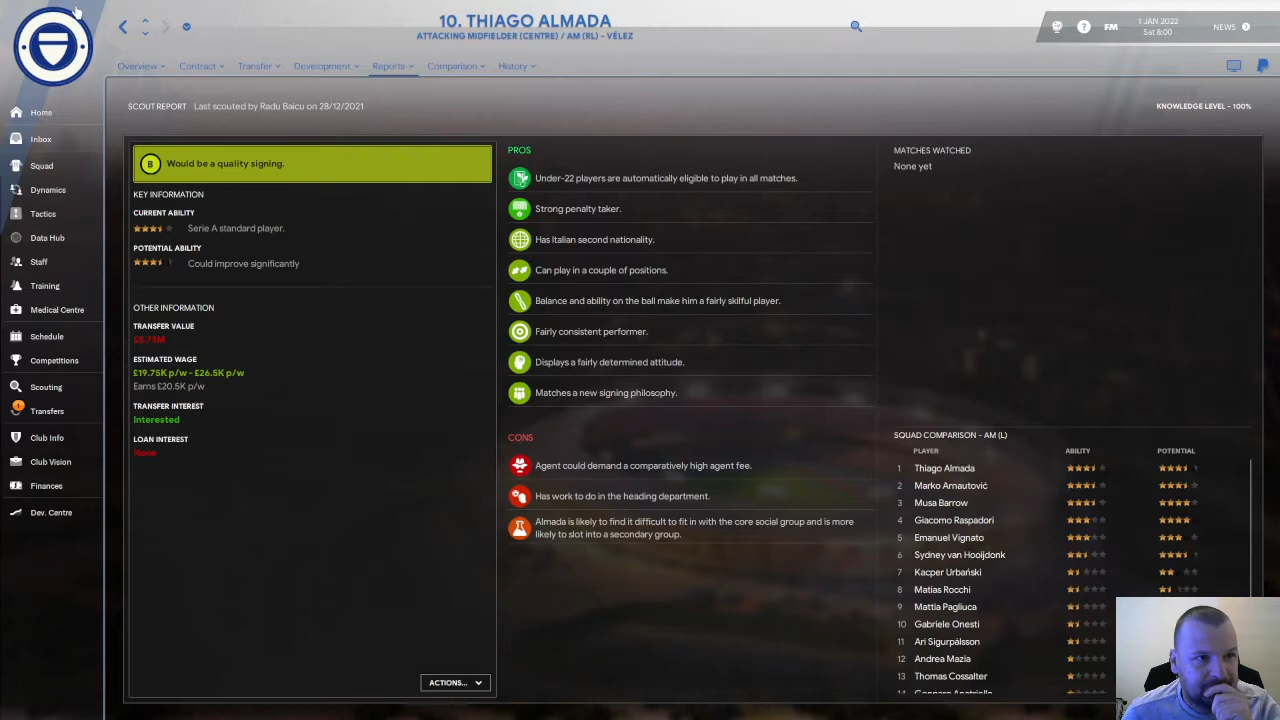 10. THIAGO ALMADA
ATTACKING MIDFIELDER (CENTRE) / AM (RL) - VÉLEZ
FM
1 JAN 2022
Sat 8:00
NEWS
Overview
Contract
Transfer
Development
Reports
Comparison
History
SCOUT REPORT
Last scouted by Radu Baicu on 28/12/2021
KNOWLEDGE LEVEL - 100%
Home
Inbox
Squad
Dynamics
Tactics
Data Hub
Staff
Training
Medical Centre
Schedule
Competitions
Scouting
Transfers
Club Info
Club Vision
Finances
Dev. Centre
B Would be a quality signing.
KEY INFORMATION
CURRENT ABILITY
Serie A standard player.
POTENTIAL ABILITY
Could improve significantly
OTHER INFORMATION
TRANSFER VALUE
ESTIMATED WAGE
£19.75K p/w - £26.5K p/w
Earns £20.5K p/w
TRANSFER INTEREST
Interested
LOAN INTEREST
None
ACTIONS...
PROS
Under-22 players are automatically eligible to play in all matches.
Strong penalty taker.
Has Italian second nationality.
Can play in a couple of positions.
Balance and ability on the ball make him a fairly skilful player.
Fairly consistent performer.
Displays a fairly determined attitude.
Matches a new signing philosophy.
CONS
Agent could demand a comparatively high agent fee.
Has work to do in the heading department.
Almada is likely to find it difficult to fit in with the core social group and is more
likely to slot into a secondary group.
MATCHES WATCHED
None yet
SQUAD COMPARISON - AM (L)
PLAYER ABILITY POTENTIAL
1 Thiago Almada
2 Marko Arnautović
3 Musa Barrow
4 Giacomo Raspadori
5 Emanuel Vignato
6 Sydney van Hooijdonk
7 Kacper Urbański
8 Matias Rocchi
9 Mattia Pagliuca
10 Gabriele Onesti
11 Ari Sigurpálsson
12 Andrea Mazia
13 Thomas Cossalter